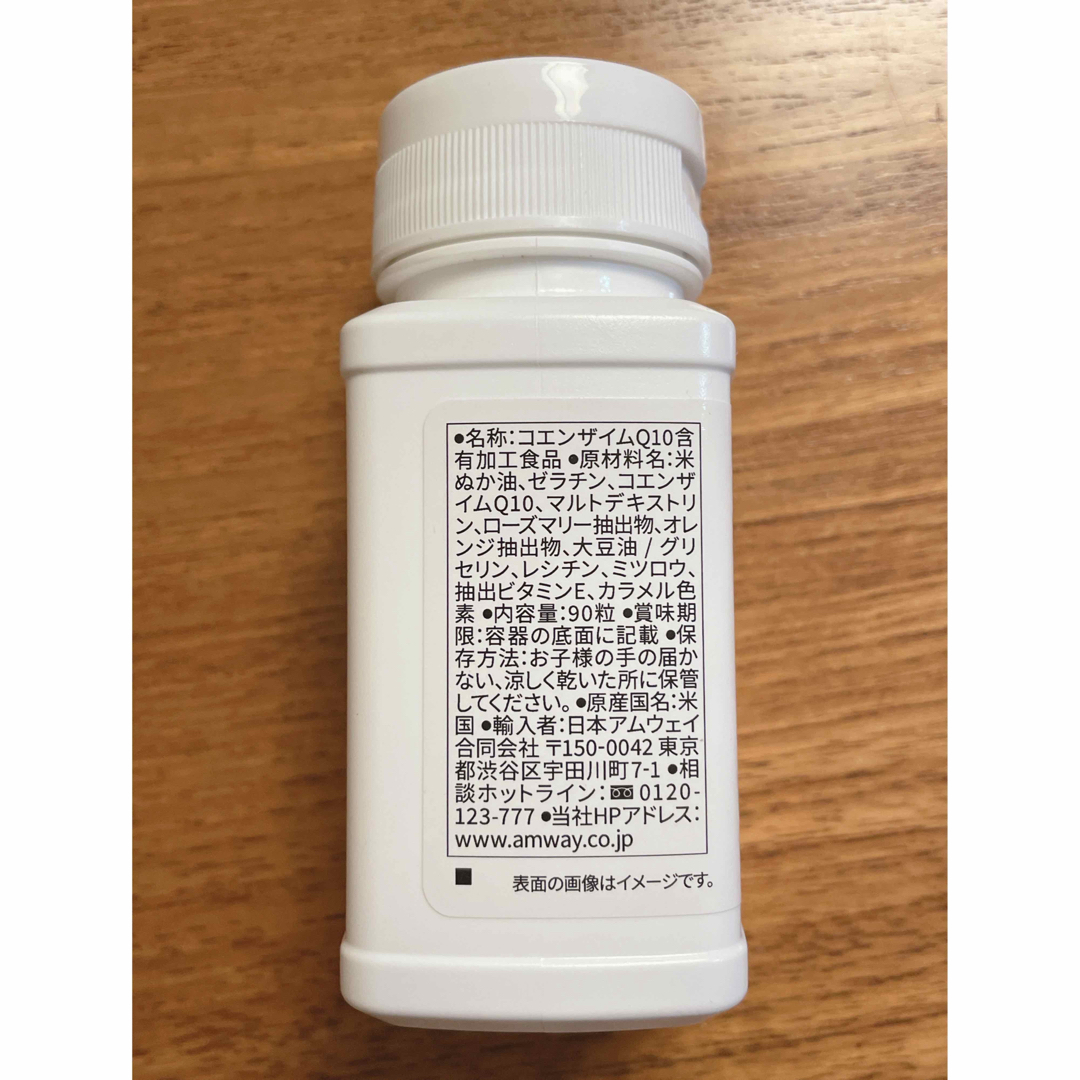 ●名称:コエンザイムQ10含
有加工食品 ●原材料名:米
ぬか油、ゼラチン、コエンザ
イムQ10、マルトデキストリ
ン、ローズマリー抽出物、オレ
ンジ抽出物、大豆油 / グリ
セリン、レシチン、ミツロウ、
抽出ビタミンE、カラメル色
素 ●内容量:90粒 ●賞味期
限:容器の底面に記載 ●保
存方法:お子様の手の届か
ない、涼しく乾いた所に保管
してください。●原産国名:米
国 ●輸入者:日本アムウェイ
合同会社 〒150-0042 東京
都渋谷区宇田川町7-1 ●相
談ホットライン:0120-
123-777 ●当社HPアドレス:
www.amway.co.jp
■ 表面の画像はイメージです。